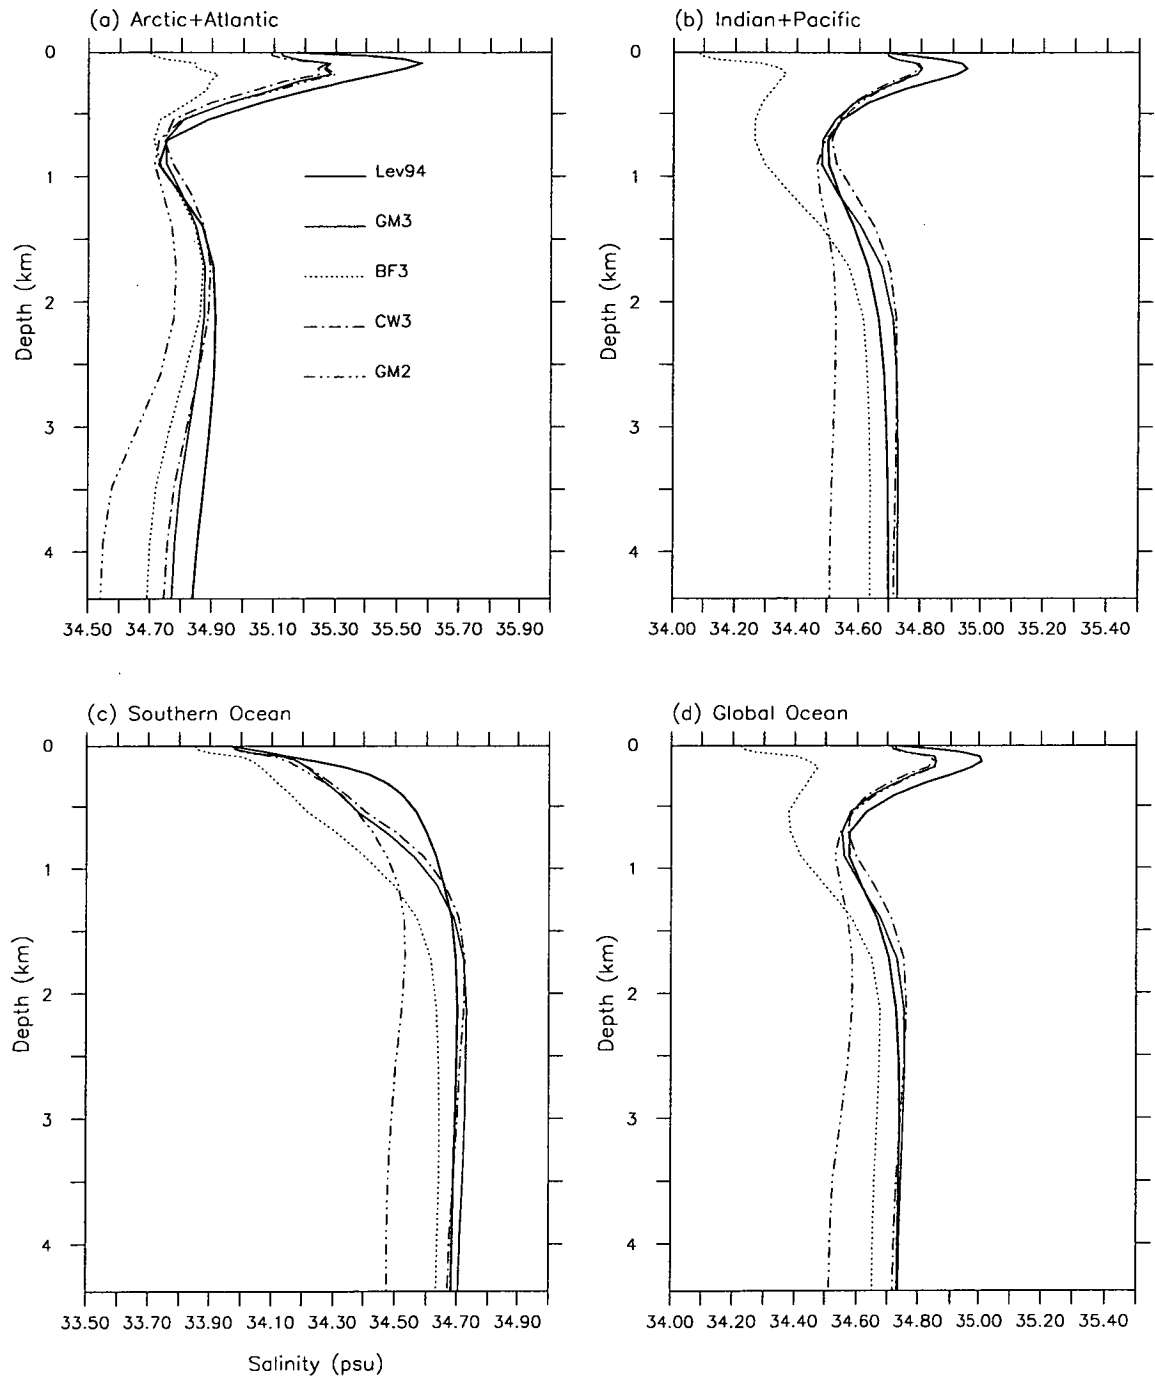 (a) Arctic+Atlantic
(b) Indian+Pacific
0
1
2
3
4
Depth (km)
Lev94
GM3
BF3
CW3
GM2
34.50 34.70 34.90 35.10 35.30 35.50 35.70 35.90
0
1
2
3
4
Depth (km)
34.00 34.20 34.40 34.60 34.80 35.00 35.20 35.40
(c) Southern Ocean
(d) Global Ocean
0
1
2
3
4
Depth (km)
33.50 33.70 33.90 34.10 34.30 34.50 34.70 34.90
Salinity (psu)
0
1
2
3
4
Depth (km)
34.00 34.20 34.40 34.60 34.80 35.00 35.20 35.40